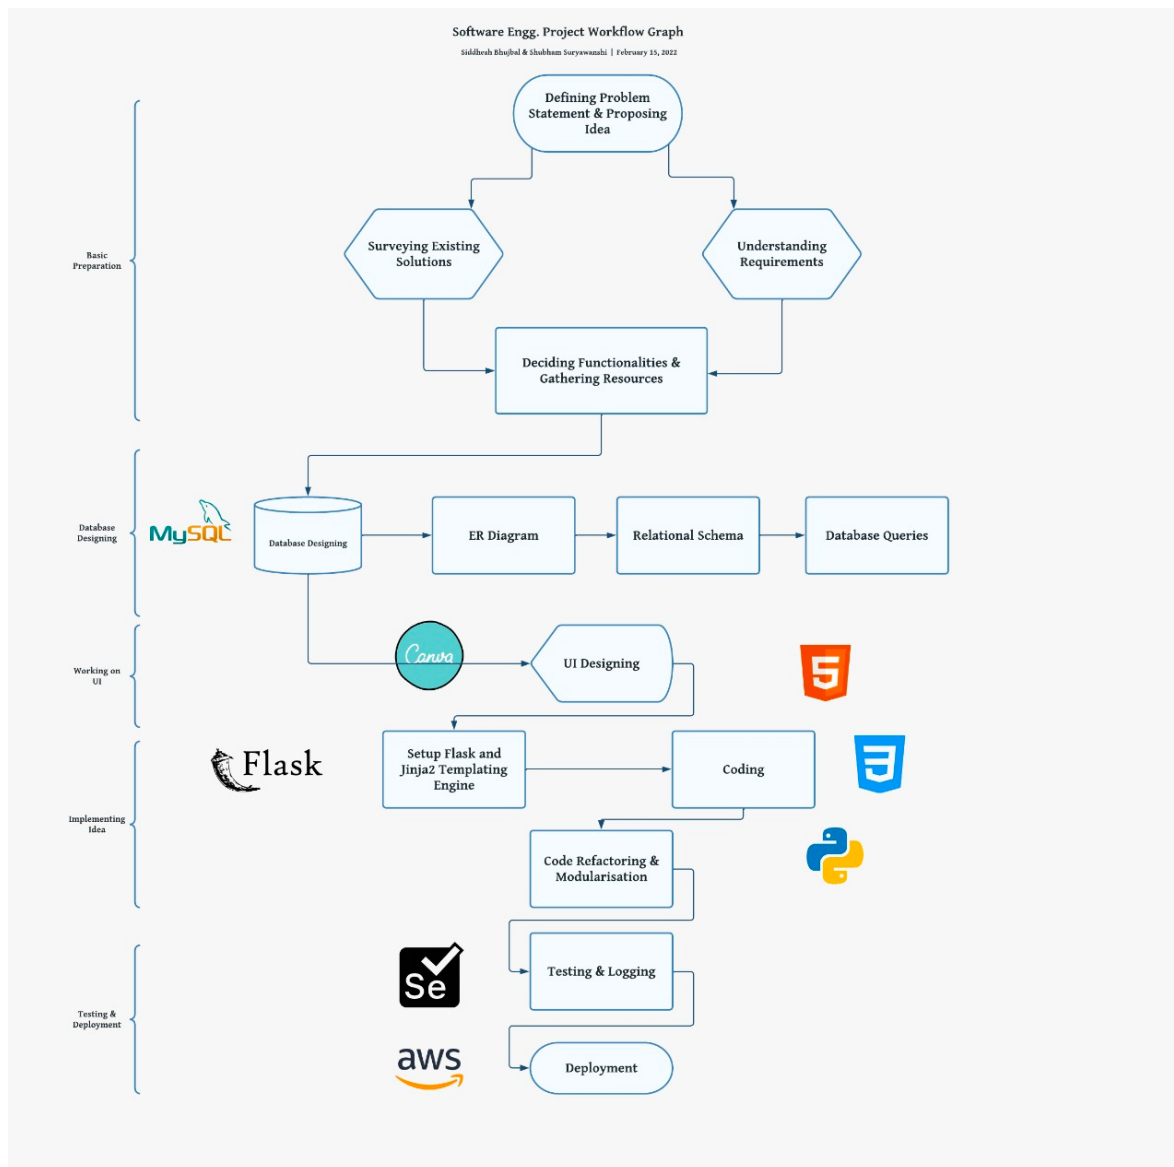 Software Engg. Project Workflow Graph
Siddhesh Bhujbal & Shubham Suryawanshi | February 15, 2022
Defining Problem
Statement & Proposing
Idea
Surveying Existing
Solutions
Understanding
Requirements
Basic
Preparation
Deciding Functionalities &
Gathering Resources
Database
Designing
MySQL
Database Designing
ER Diagram
Relational Schema
Database Queries
Working on
UI
Canva
UI Designing
5
Flask
Setup Flask and
Jinja2 Templating
Engine
Coding
3
Implementing
Idea
Code Refactoring &
Modularisation
Se
Testing & Logging
Testing &
Deployment
aws
Deployment